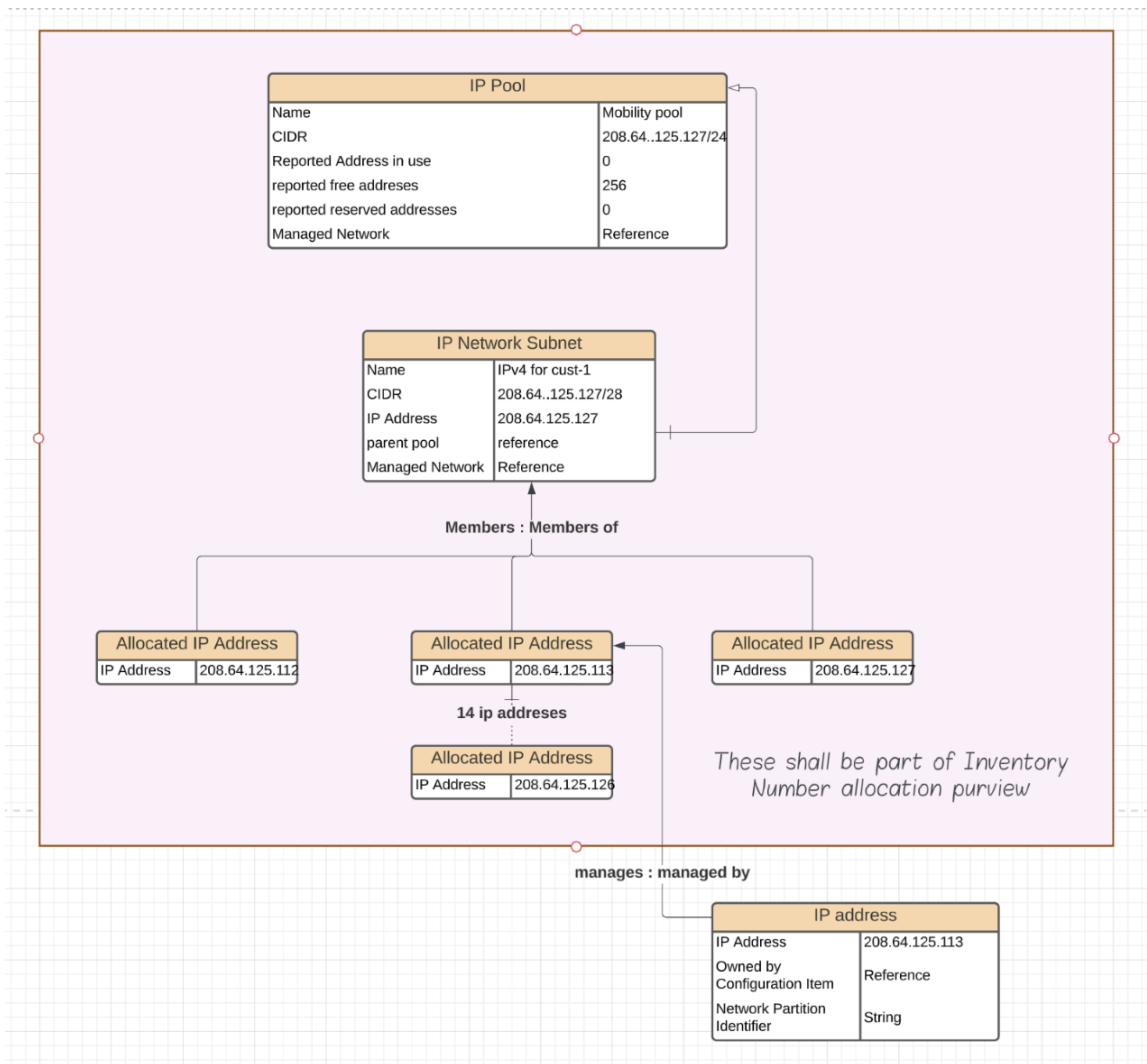 IP Pool
Name Mobility pool
CIDR 208.64..125.127/24
Reported Address in use 0
reported free addreses 256
reported reserved addresses 0
Managed Network Reference
IP Network Subnet
Name IPv4 for cust-1
CIDR 208.64..125.127/28
IP Address 208.64.125.127
parent pool reference
Managed Network Reference
Members : Members of
Allocated IP Address
IP Address 208.64.125.112
Allocated IP Address
IP Address 208.64.125.113
Allocated IP Address
IP Address 208.64.125.127
14 ip addreses
Allocated IP Address
IP Address 208.64.125.126
These shall be part of Inventory
Number allocation purview
manages : managed by
IP address
IP Address 208.64.125.113
Owned by
Configuration Item Reference
Network Partition
Identifier String